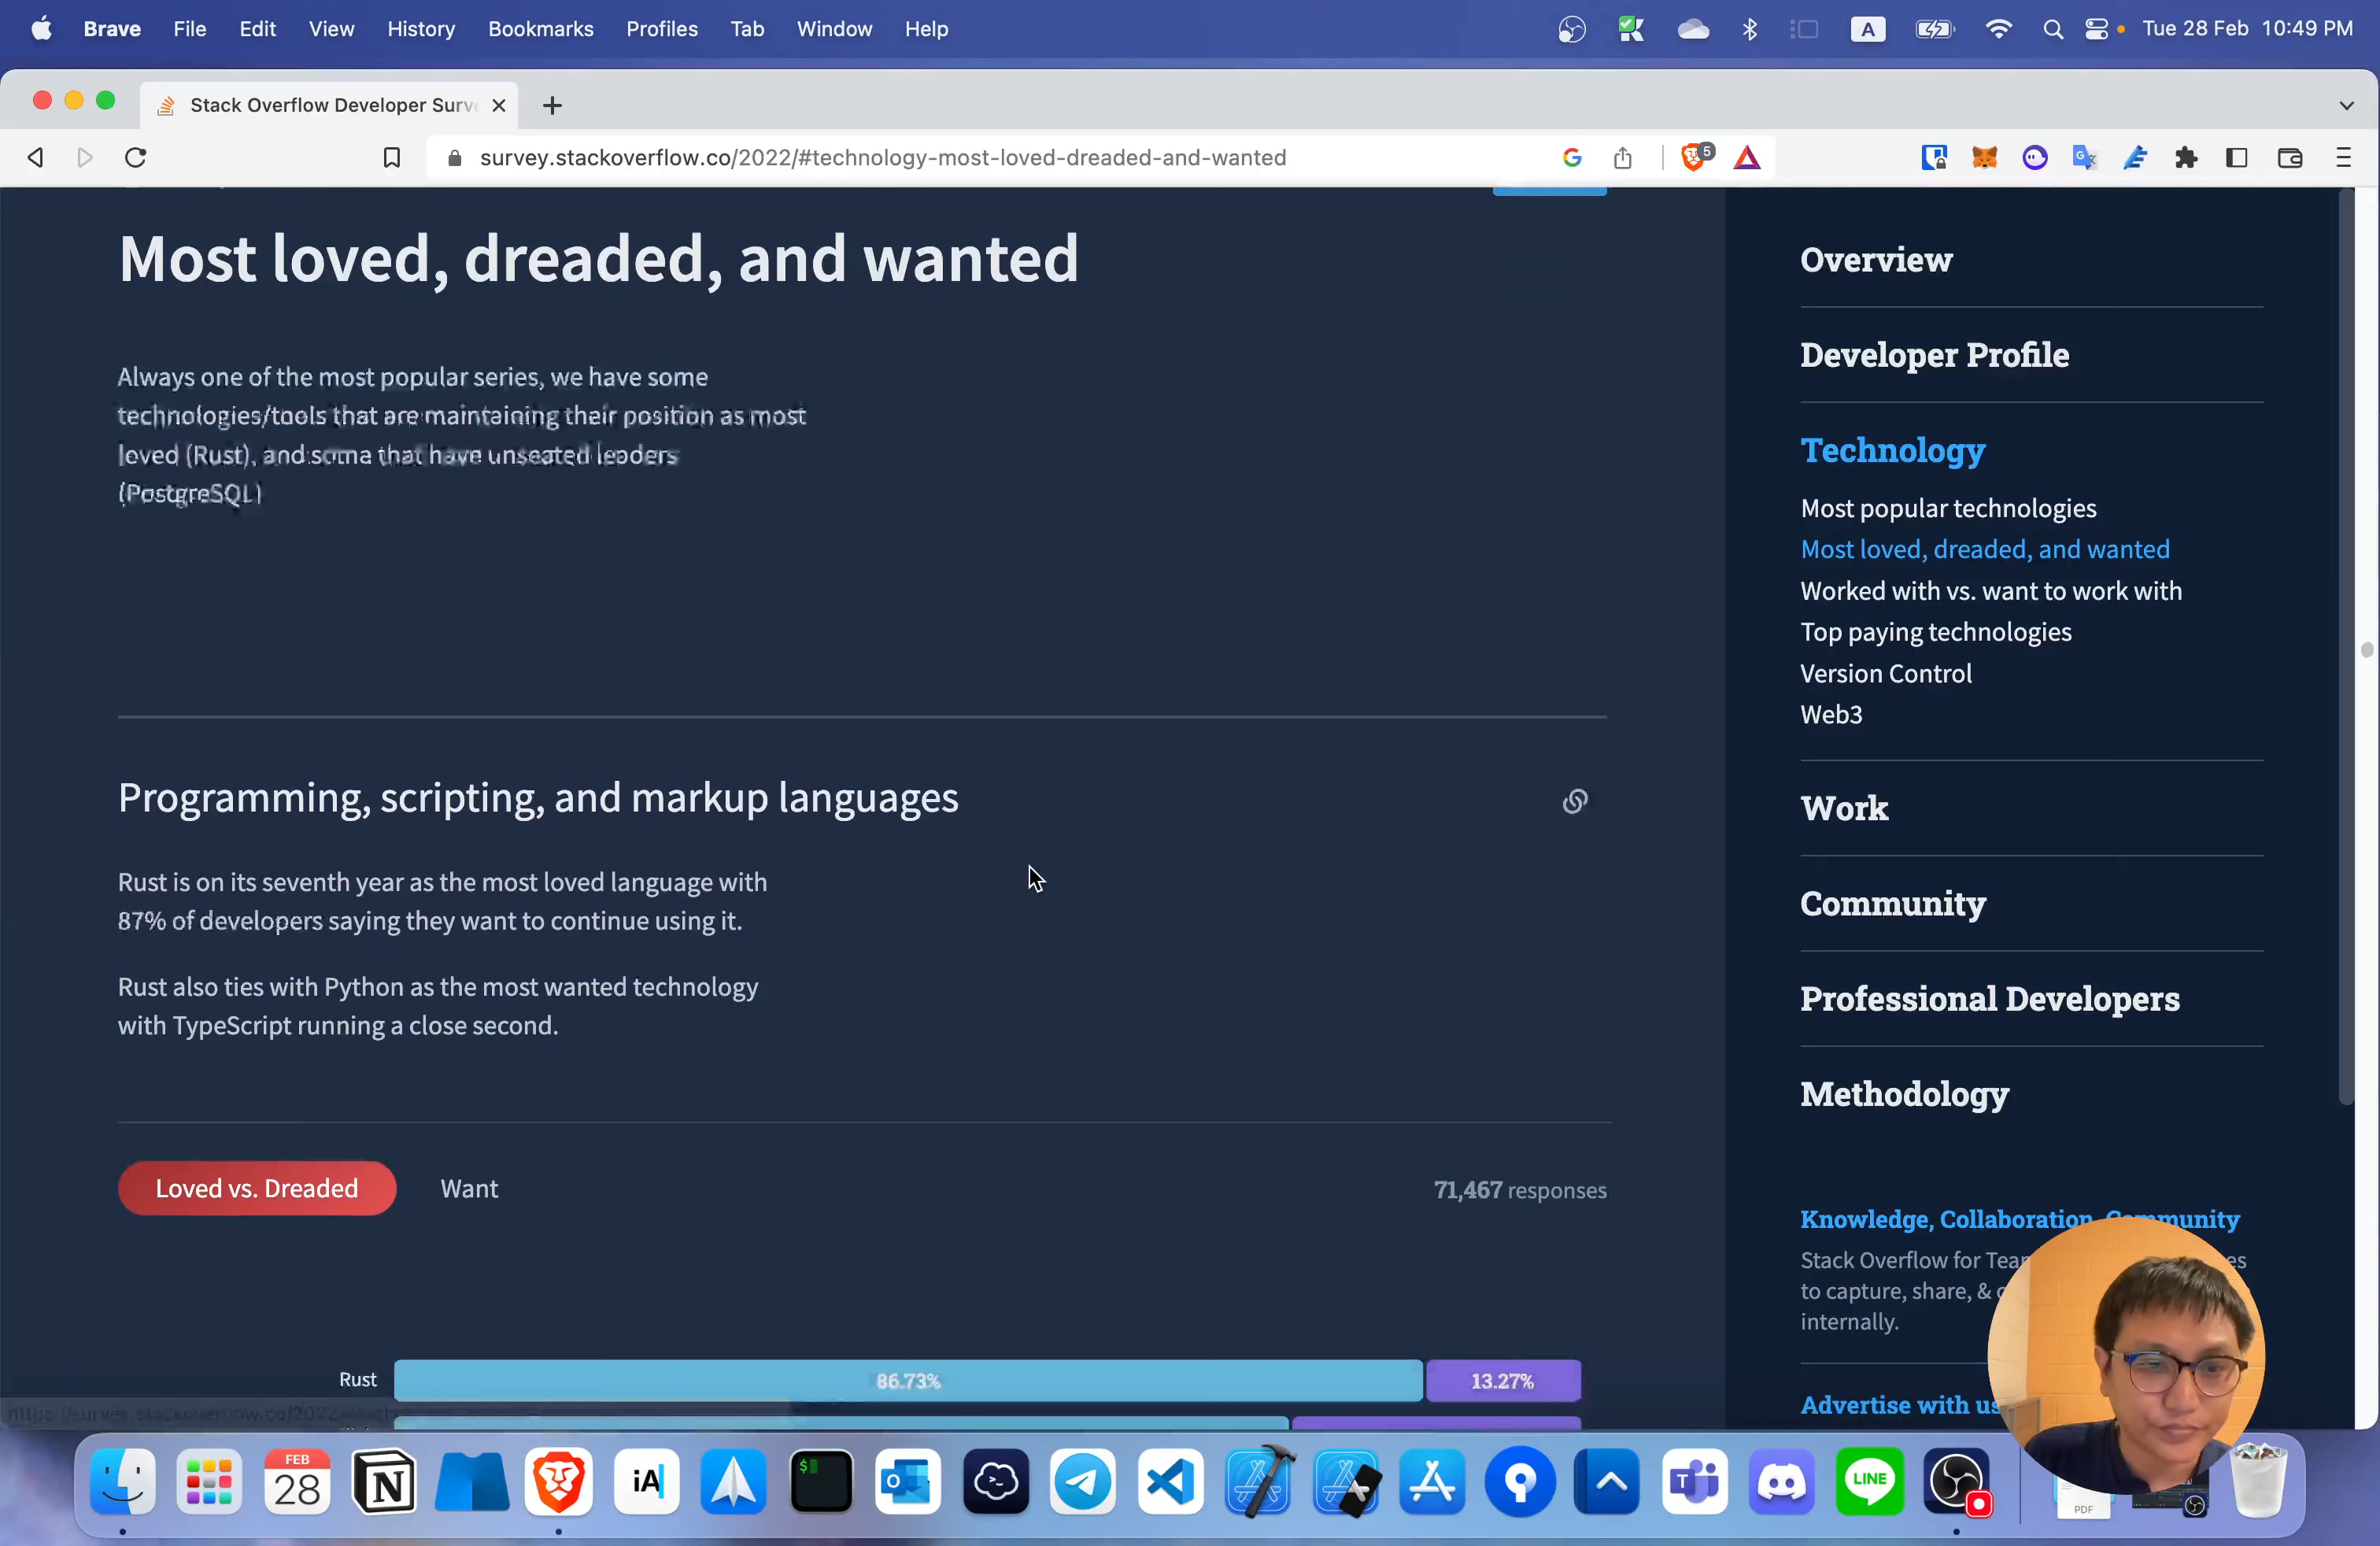 Brave File Edit View History Bookmarks Profiles Tab Window Help
A
Tue 28 Feb 10:49 PM
Stack Overflow Developer Surve
survey.stackoverflow.co/2022/#technology-most-loved-dreaded-and-wanted
5
Most loved, dreaded, and wanted
Always one of the most popular series, we have some
technologies/tools that are maintaining their position as most
loved (Rust), and some that have unseated leaders
(PostgreSQL)
Programming, scripting, and markup languages
Rust is on its seventh year as the most loved language with
87% of developers saying they want to continue using it.
Rust also ties with Python as the most wanted technology
with TypeScript running a close second.
Loved vs. Dreaded
Want
71,467 responses
Rust
86.73%
13.27%
Overview
Developer Profile
Technology
Most popular technologies
Most loved, dreaded, and wanted
Worked with vs. want to work with
Top paying technologies
Version Control
Web3
Work
Community
Professional Developers
Methodology
Knowledge, Collaboration, Community
Stack Overflow for Tea es
to capture, share, &
internally.
Advertise with us
FEB
28
N
iA
$
O
T
LINE
PDF